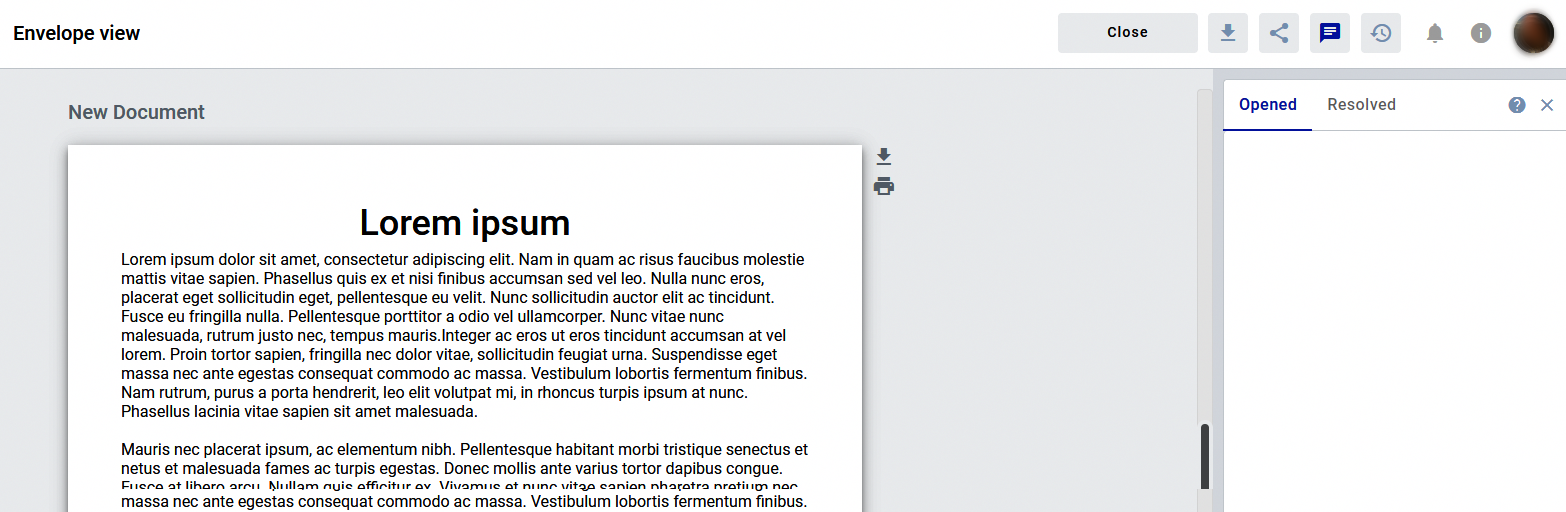 Envelope view
Close
New Document
Opened
Resolved
Lorem ipsum
Lorem ipsum dolor sit amet, consectetur adipiscing elit. Nam in quam ac risus faucibus molestie
mattis vitae sapien. Phasellus quis ex et nisi finibus accumsan sed vel leo. Nulla nunc eros,
placerat eget sollicitudin eget, pellentesque eu velit. Nunc sollicitudin auctor elit ac tincidunt.
Fusce eu fringilla nulla. Pellentesque porttitor a odio vel ullamcorper. Nunc vitae nunc
malesuada, rutrum justo nec, tempus mauris.Integer ac eros ut eros tincidunt accumsan at vel
lorem. Proin tortor sapien, fringilla nec dolor vitae, sollicitudin feugiat urna. Suspendisse eget
massa nec ante egestas consequat commodo ac massa. Vestibulum lobortis fermentum finibus.
Nam rutrum, purus a porta hendrerit, leo elit volutpat mi, in rhoncus turpis ipsum at nunc.
Phasellus lacinia vitae sapien sit amet malesuada.
Mauris nec placerat ipsum, ac elementum nibh. Pellentesque habitant morbi tristique senectus et
netus et malesuada fames ac turpis egestas. Donec mollis ante varius tortor dapibus congue.
Fusce at libero arcu. Nullam quis efficitur ex. Vivamus et nunc vitae sapien pharetra pretium nec
massa nec ante egestas consequat commodo ac massa. Vestibulum lobortis fermentum finibus.